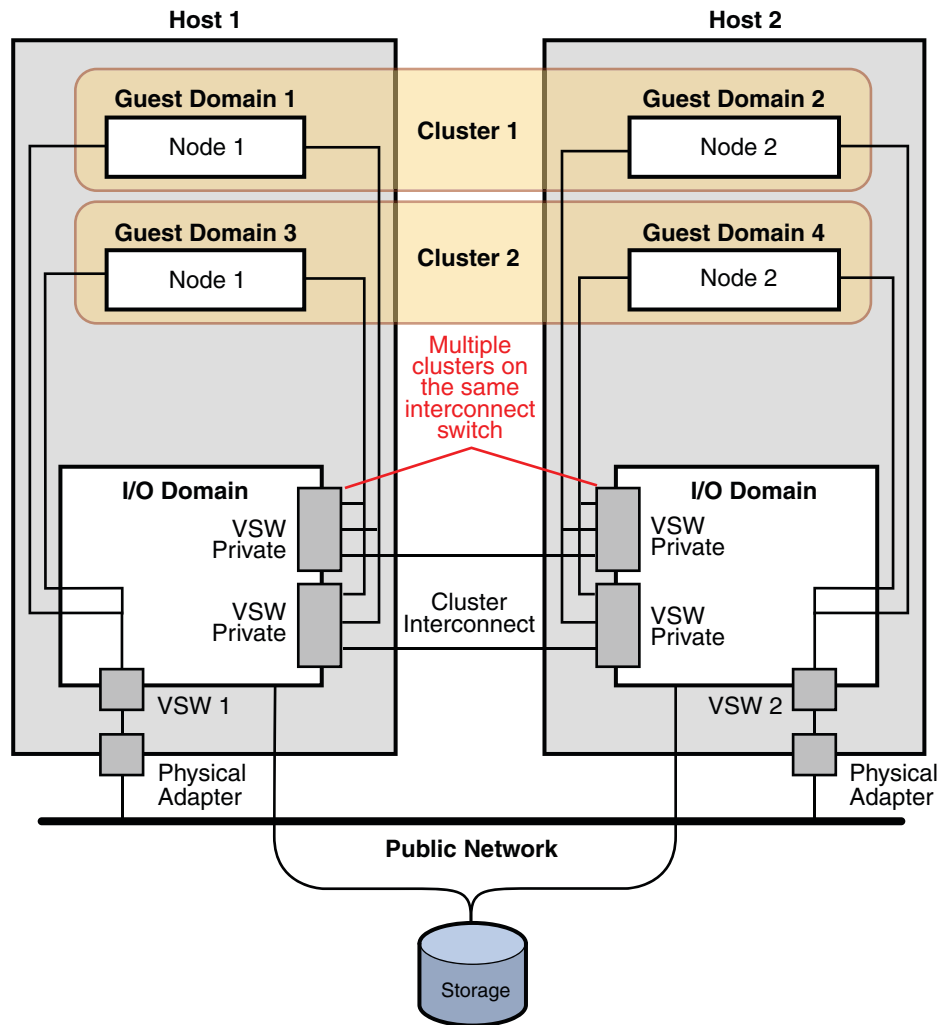 Host 1
Host 2
Guest Domain 1
Node 1
Cluster 1
Guest Domain 2
Node 2
Guest Domain 3
Node 1
Cluster 2
Guest Domain 4
Node 2
Multiple
clusters on
the same
interconnect
switch
I/O Domain
VSW
Private
VSW
Private
Cluster
Interconnect
I/O Domain
VSW
Private
VSW
Private
VSW 1
VSW 2
Physical
Adapter
Physical
Adapter
Public Network
Storage